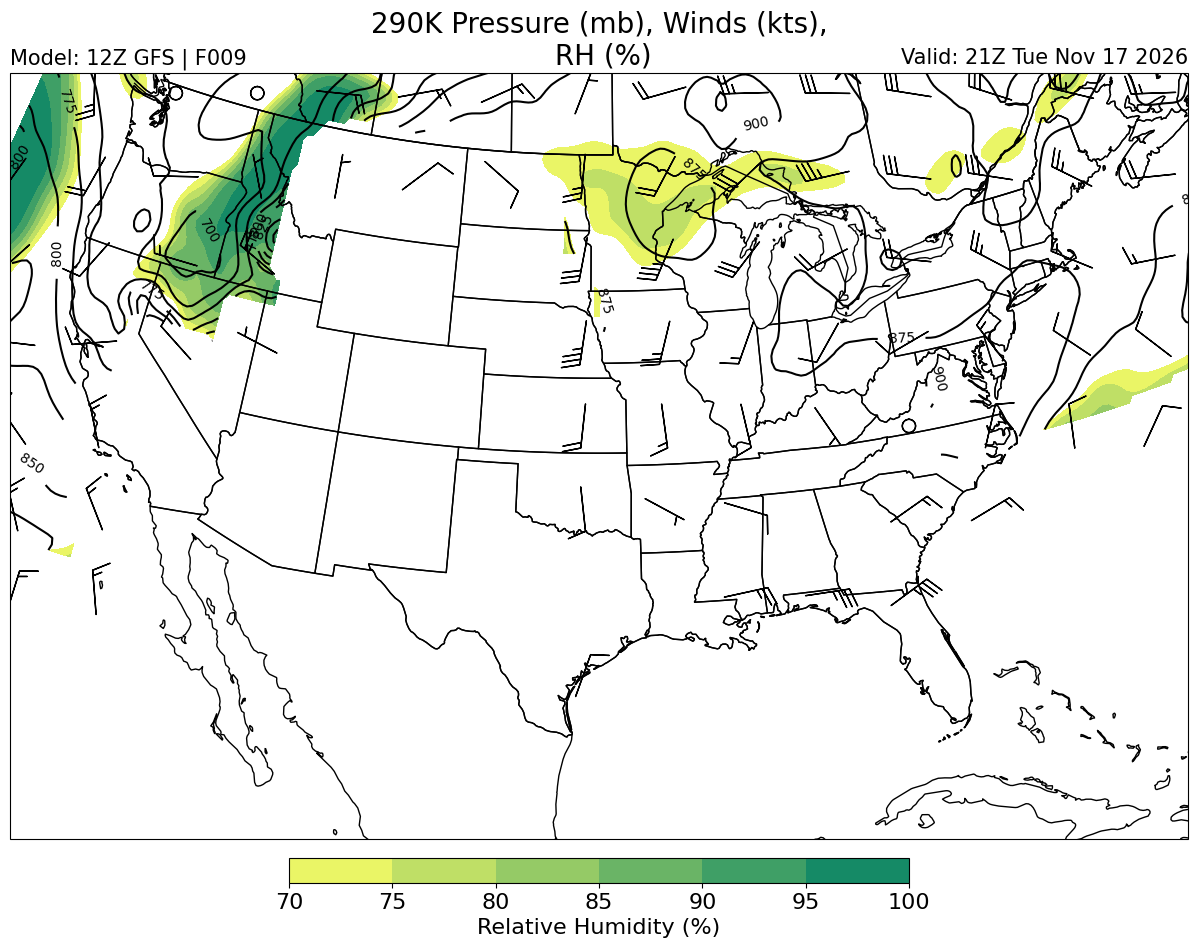 290K Pressure (mb), Winds (kts),
RH (%)
Model: 12Z GFS | F009
Valid: 21Z Tue Nov 17 2026
775
800
900
875
700
800
850
875
875
900
70 75 80 85 90 95 100
Relative Humidity (%)